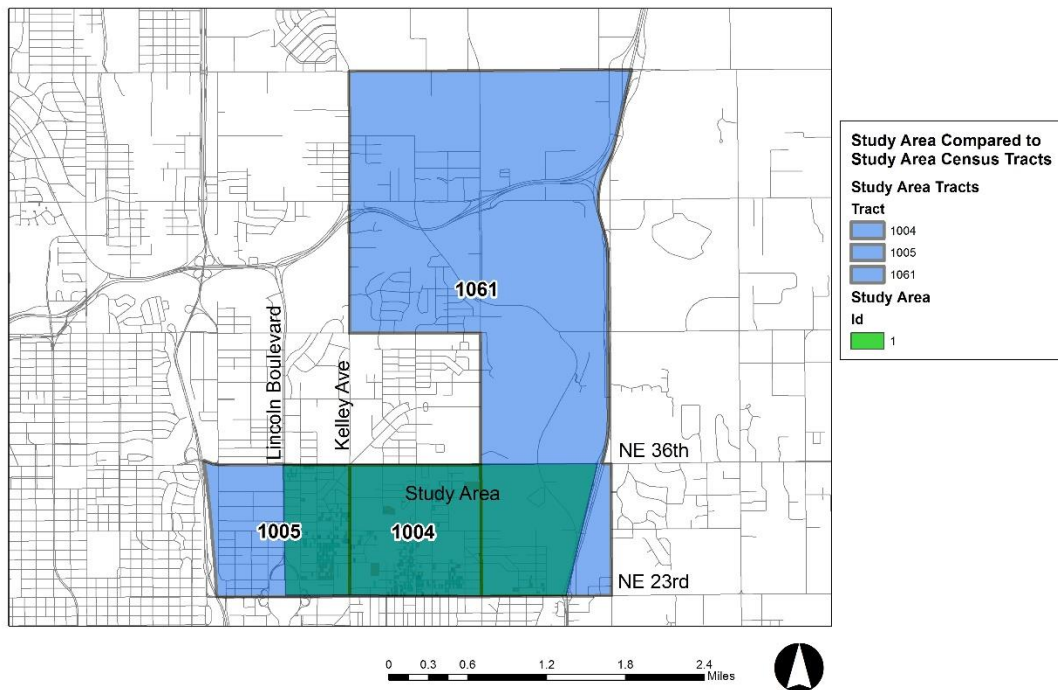 1061
Lincoln Boulevard
Kelley Ave
NE 36th
Study Area
1005
1004
NE 23rd
Study Area Compared to
Study Area Census Tracts
Study Area Tracts
Tract
1004
1005
1061
Study Area
Id
1
0 0.3 0.6 1.2 1.8 2.4
Miles